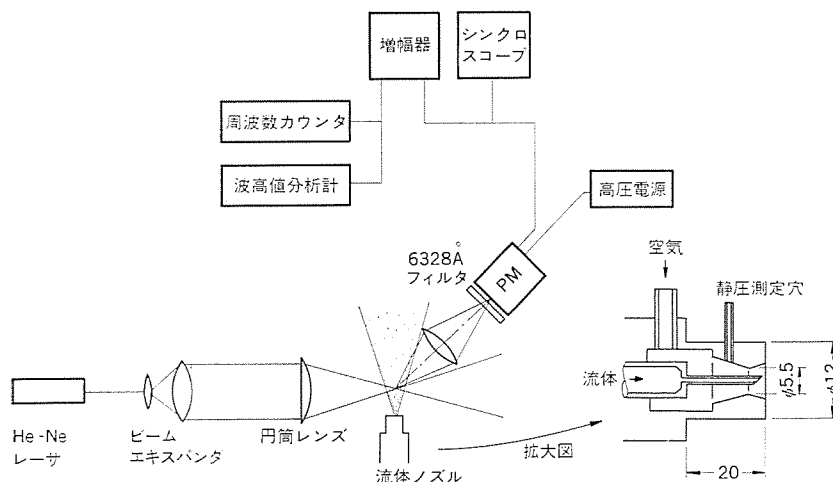 増幅器
シンクロ
スコープ
周波数カウンタ
波高値分析計
高圧電源
6328Å
フィルタ
PM
空気
静圧測定穴
流体
φ5.5
φ12
20
He-Ne
レーサ
ビーム
エキスパンダ
円筒レンズ
流体ノズル
拡大図